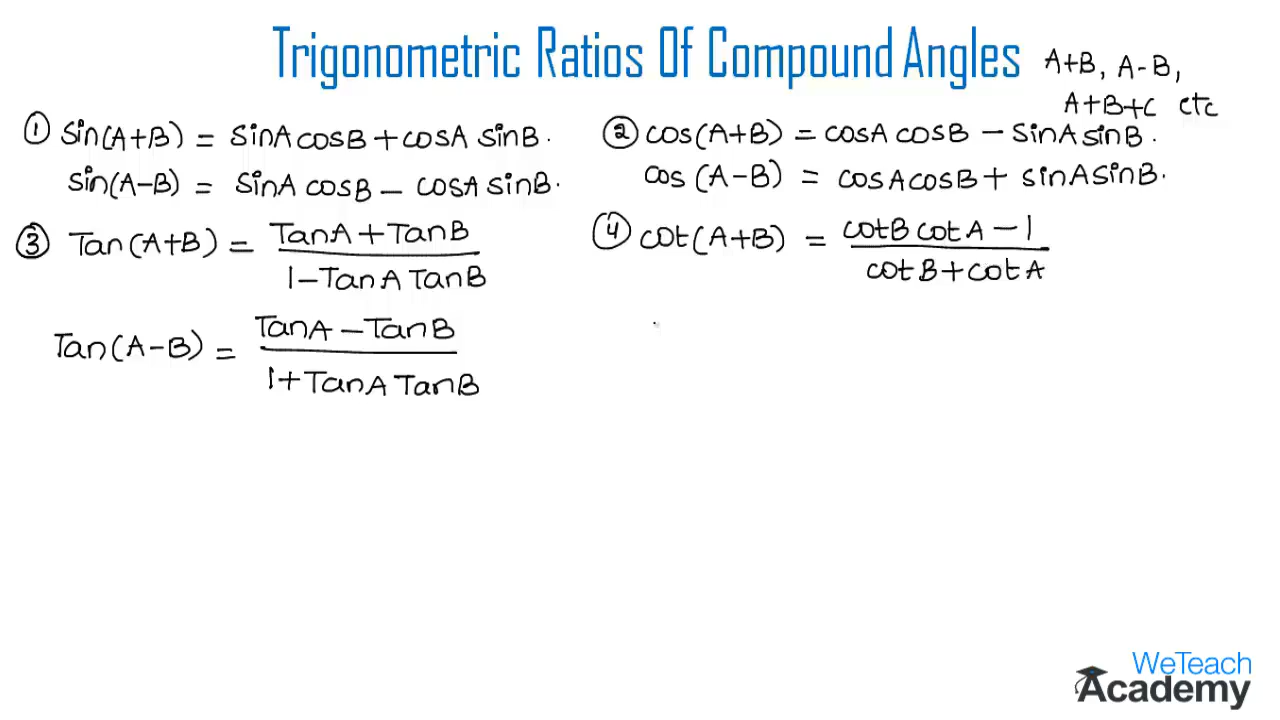 Trigonometric Ratios Of Compound Angles
A+B, A-B,
A+B+C etc
① Sin(A+B) = SinA cosB + cosA sinB.
sin(A-B) = SinA cosB - cosA sinB.
② cos(A+B) = cosA cosB - SinA sinB.
cos (A-B) = cosA cosB + sinA sinB.
③ Tan(A+B) = TanA + TanB
1 - TanA TanB
Tan(A-B) = TanA - TanB
1 + TanA TanB
④ cot(A+B) = cotB cotA - 1
cotB + cotA
WeTeach
Academy